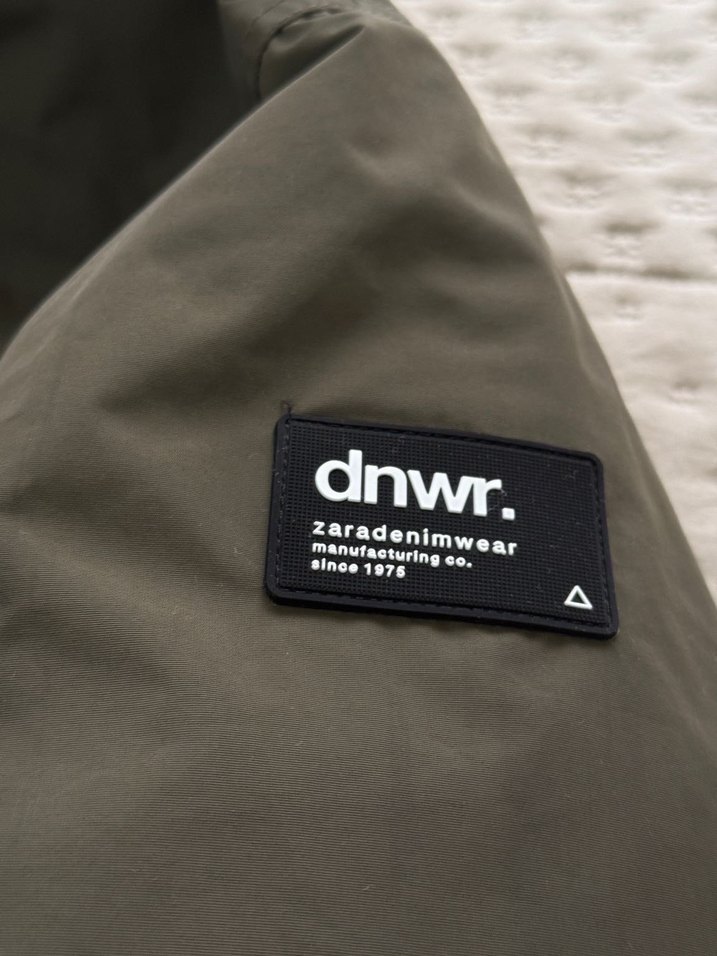 dnwr.
zaradenimwear
manufacturing co.
since 1975